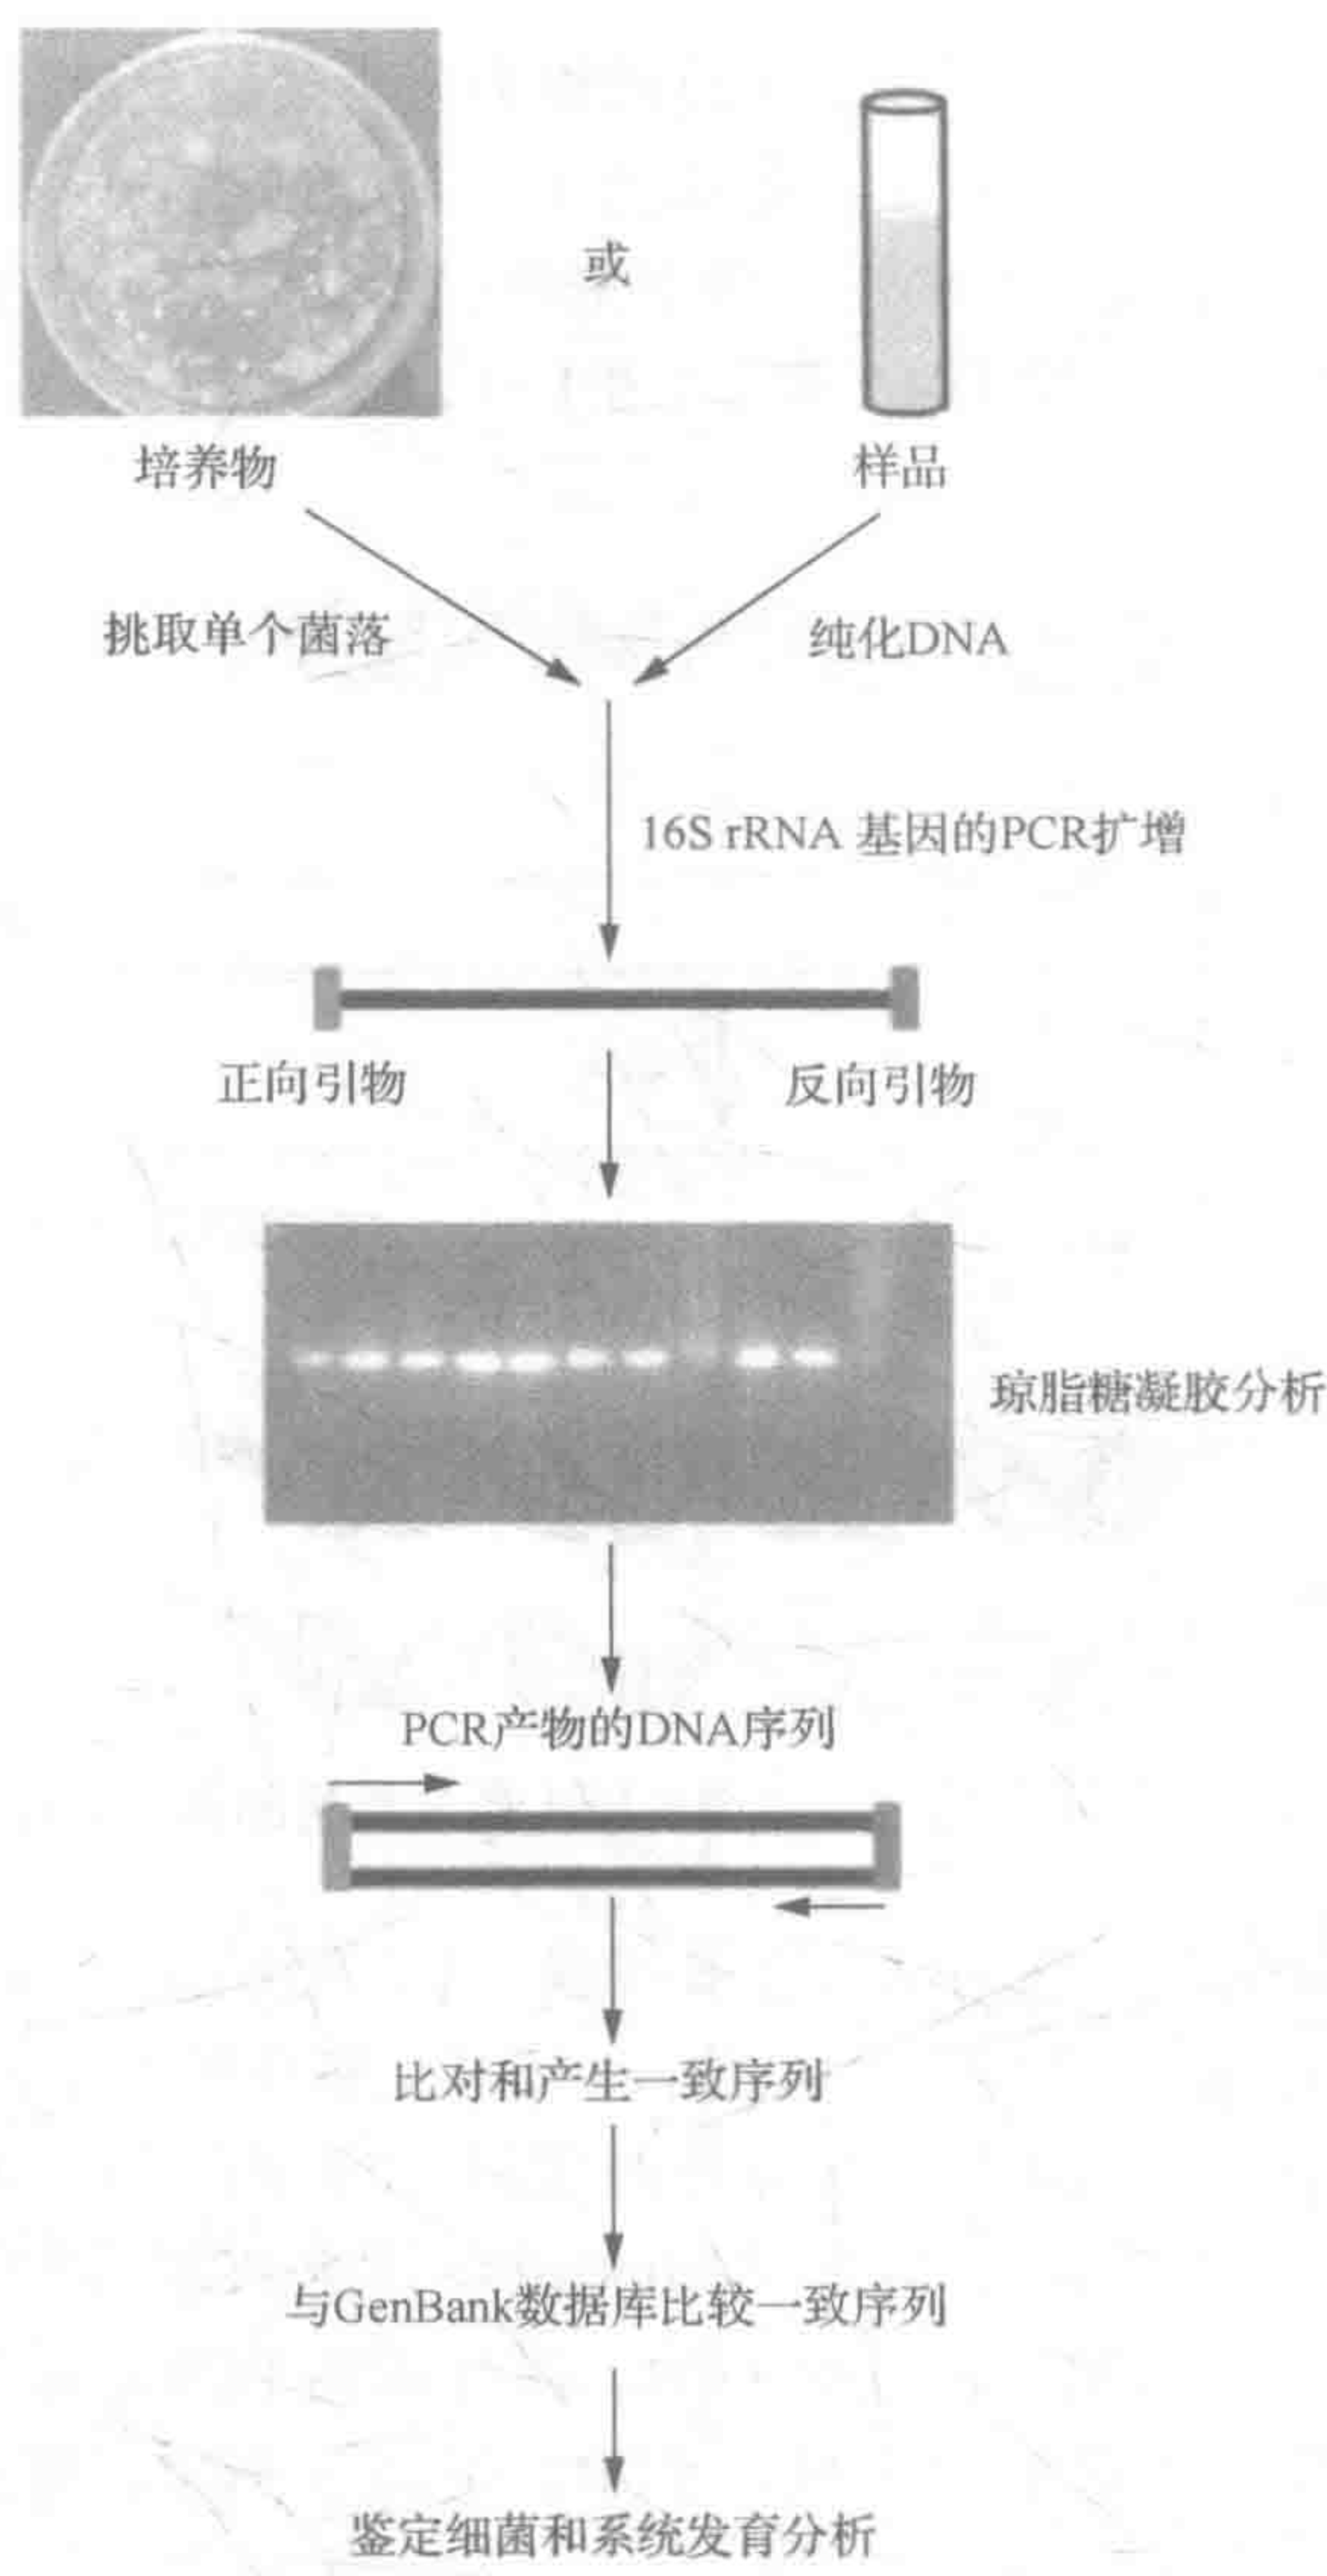 或
培养物
样品
挑取单个菌落
纯化DNA
16S rRNA 基因的PCR扩增
正向引物
反向引物
琼脂糖凝胶分析
PCR产物的DNA序列
比对和产生一致序列
与GenBank数据库比较一致序列
鉴定细菌和系统发育分析